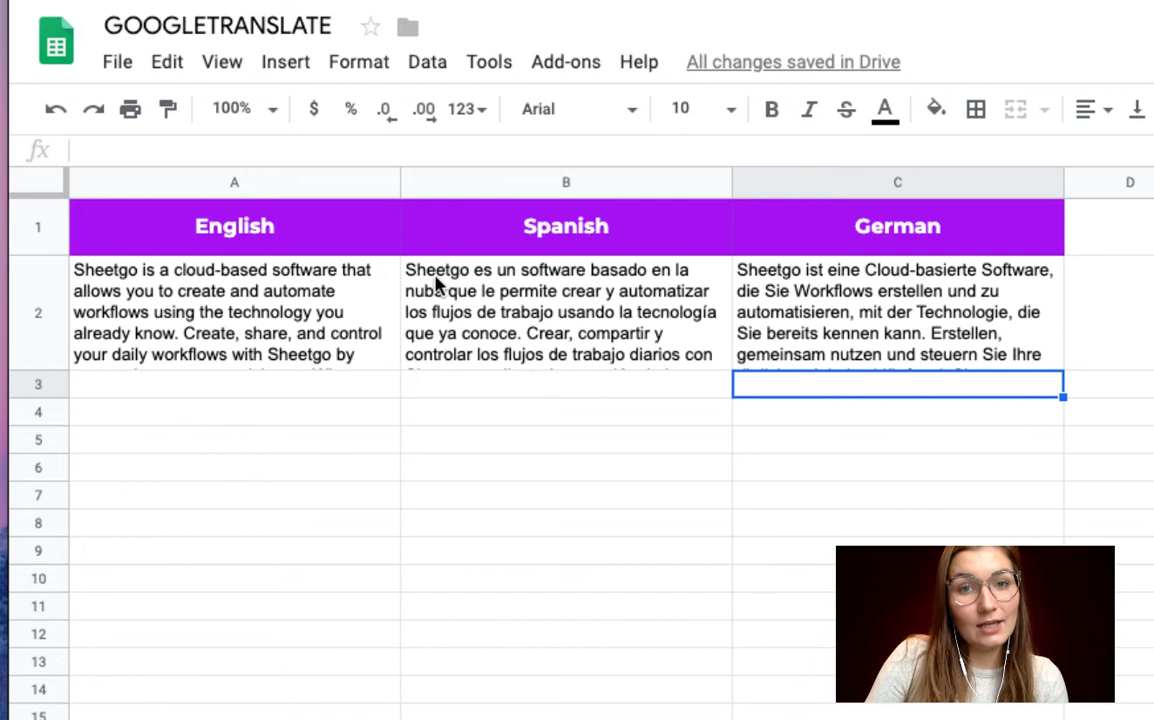 GOOGLETRANSLATE
File Edit View Insert Format Data Tools Add-ons Help All changes saved in Drive
100% $ % .0 .00 123 Arial 10 B I S A
fx
A B C D
1 English Spanish German
2
Sheetgo is a cloud-based software that
allows you to create and automate
workflows using the technology you
already know. Create, share, and control
your daily workflows with Sheetgo by
Sheetgo es un software basado en la
nube que le permite crear y automatizar
los flujos de trabajo usando la tecnología
que ya conoce. Crear, compartir y
controlar los flujos de trabajo diarios con
Sheetgo ist eine Cloud-basierte Software,
die Sie Workflows erstellen und zu
automatisieren, mit der Technologie, die
Sie bereits kennen kann. Erstellen,
gemeinsam nutzen und steuern Sie Ihre
3
4
5
6
7
8
9
10
11
12
13
14
15